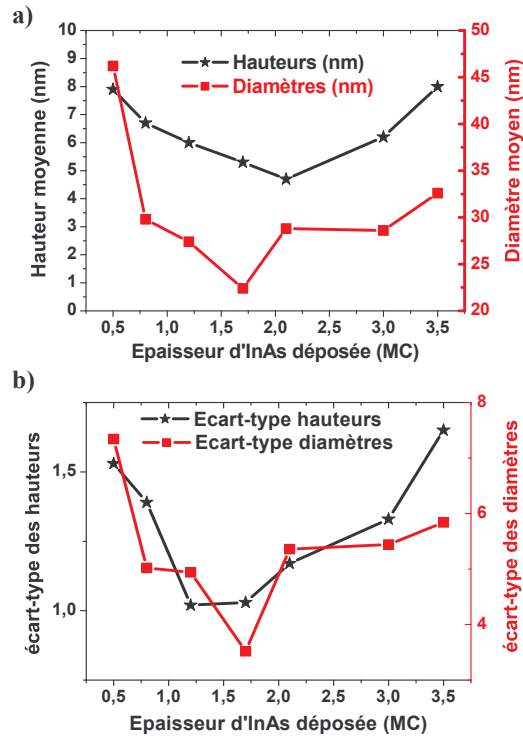 a)
Hauteur moyenne (nm)
10
9
8
7
6
5
4
3
2
1
0
Hauteurs (nm)
Diamètres (nm)
50
45
40
35
30
25
20
Diamètre moyen (nm)
0,5 1,0 1,5 2,0 2,5 3,0 3,5
Epaisseur d'InAs déposée (MC)
b)
écart-type des hauteurs
1,5
1,0
Ecart-type hauteurs
Ecart-type diamètres
8
6
4
écart-type des diamètres
0,5 1,0 1,5 2,0 2,5 3,0 3,5
Epaisseur d'InAs déposée (MC)